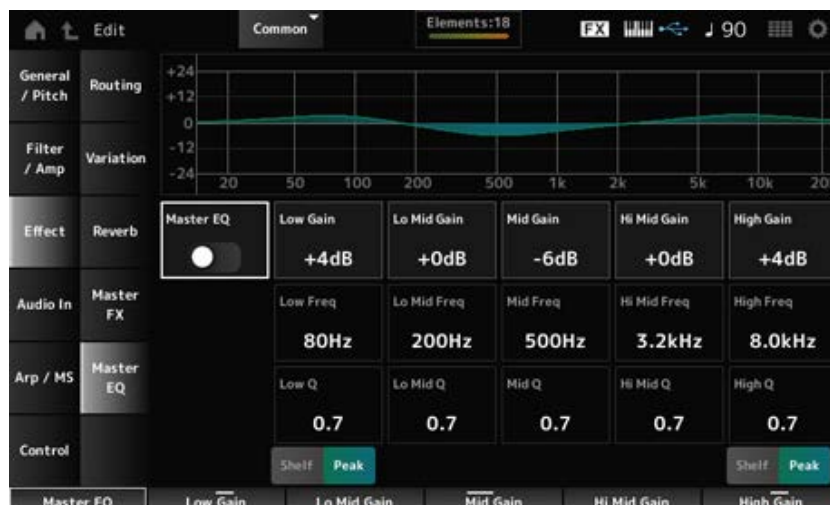 Edit
Common
Elements:18
FX
90
General / Pitch
Filter / Amp
Effect
Audio In
Arp / MS
Control
Routing
Variation
Reverb
Master FX
Master EQ
+24
+12
0
-12
-24
20 50 100 200 500 1k 2k 5k 10k 20
Master EQ
Low Gain
+4dB
Lo Mid Gain
+0dB
Mid Gain
-6dB
Hi Mid Gain
+0dB
High Gain
+4dB
Low Freq
80Hz
Lo Mid Freq
200Hz
Mid Freq
500Hz
Hi Mid Freq
3.2kHz
High Freq
8.0kHz
Low Q
0.7
Lo Mid Q
0.7
Mid Q
0.7
Hi Mid Q
0.7
High Q
0.7
Shelf Peak
Shelf Peak
Master EQ Low Gain Lo Mid Gain Mid Gain Hi Mid Gain High Gain